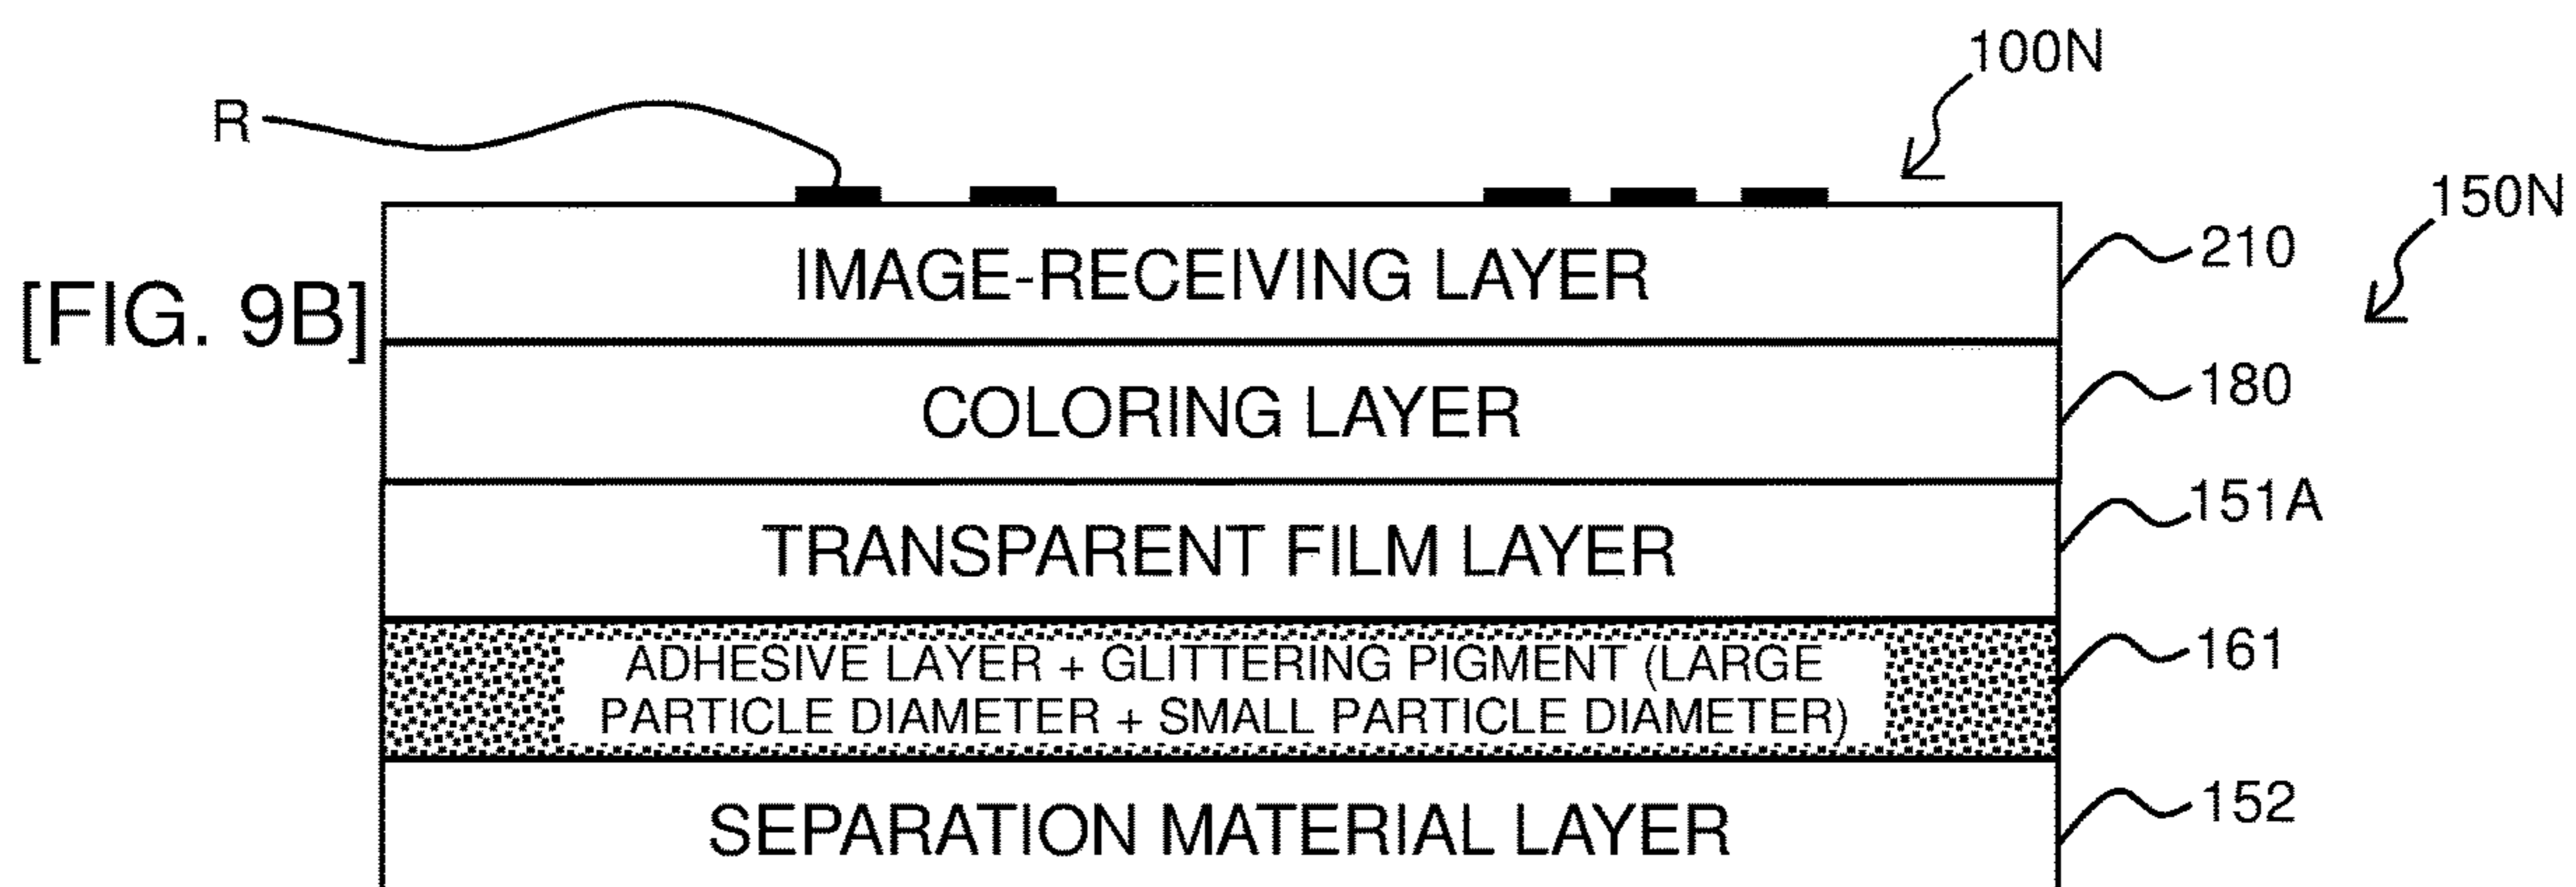 100N
R
150N
210
IMAGE-RECEIVING LAYER
[FIG. 9B]
180
COLORING LAYER
151A
TRANSPARENT FILM LAYER
161
ADHESIVE LAYER + GLITTERING PIGMENT (LARGE
PARTICLE DIAMETER + SMALL PARTICLE DIAMETER)
152
SEPARATION MATERIAL LAYER